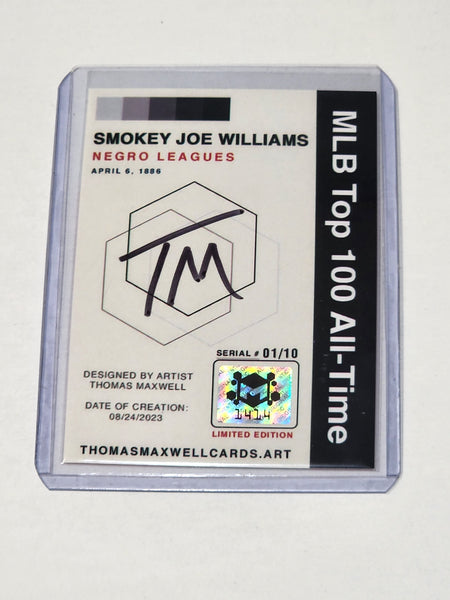 SMOKEY JOE WILLIAMS
NEGRO LEAGUES
APRIL 6, 1886
TM
SERIAL # 01/10
1414
LIMITED EDITION
DESIGNED BY ARTIST
THOMAS MAXWELL
DATE OF CREATION:
08/24/2023
THOMASMAXWELLCARDS.ART
MLB Top 100 All-Time